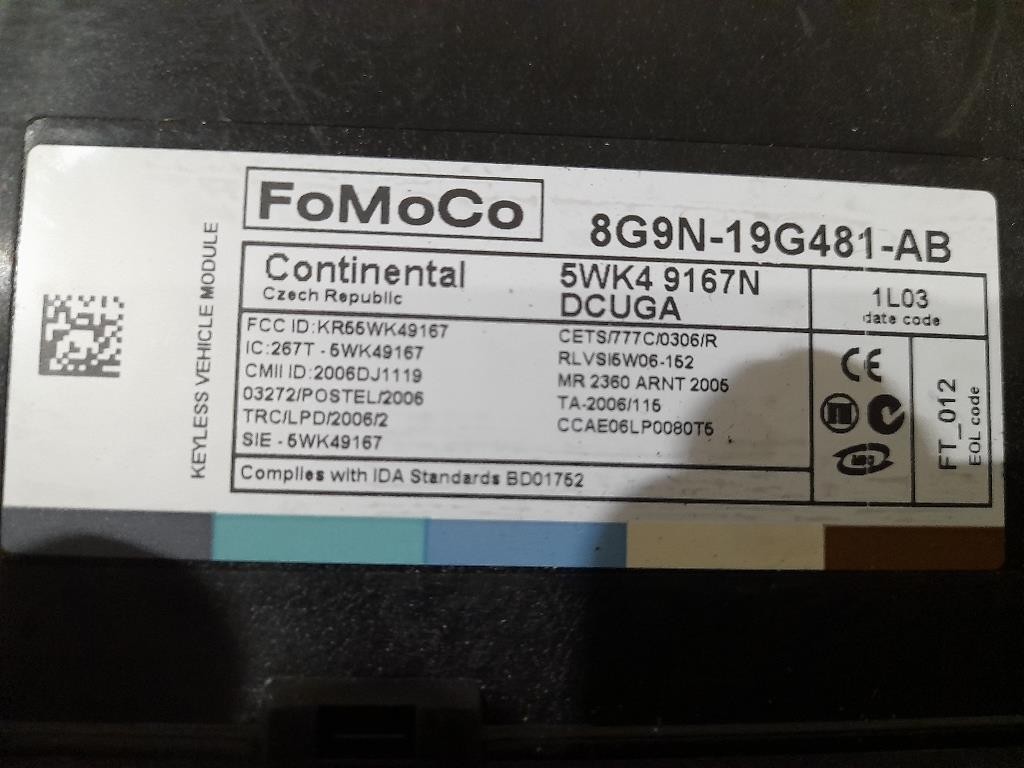 FoMoCo
8G9N-19G481-AB
KEYLESS VEHICLE MODULE
Continental
Czech Republic
5WK4 9167N
DCUGA
1L03
date code
FCC ID:KR55WK49167
IC:267T - 5WK49167
CMII ID:2006DJ1119
03272/POSTEL/2006
TRC/LPD/2006/2
SIE - 5WK49167
CETS/777C/0306/R
RLVSI5W06-152
MR 2360 ARNT 2005
TA-2006/115
CCAE06LP0080T5
CE
FT_012
EOL code
Complies with IDA Standards BD01752